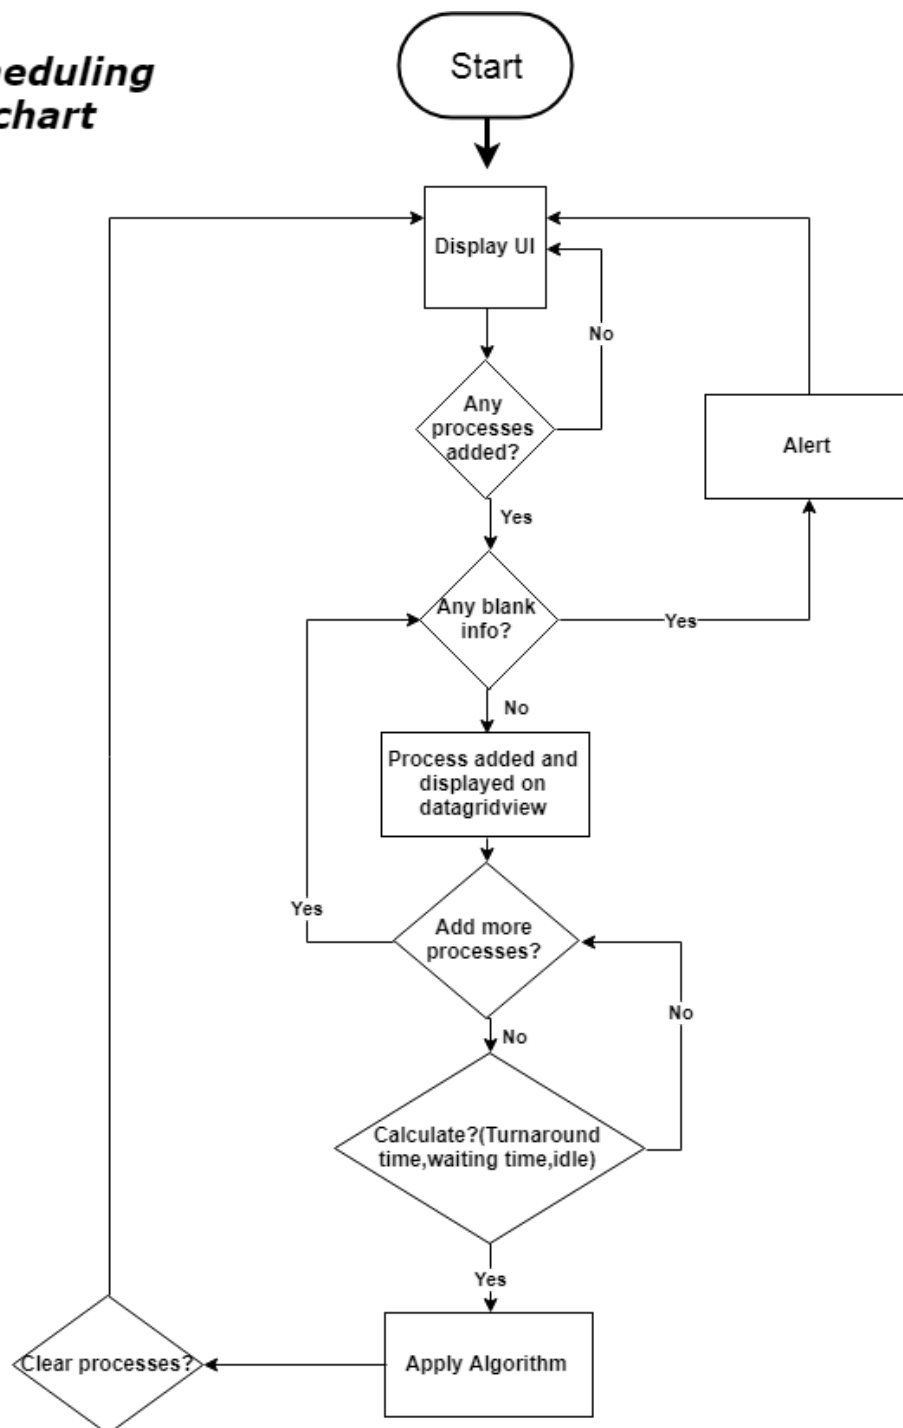 Start
chart
Display UI
No
Any
processes
added?
Alert
Yes
Any blank
info?
Yes
No
Process added and
displayed on
datagridview
Yes
Add more
processes?
No
No
Calculate?(Turnaround
time,waiting time,idle)
Yes
Clear processes?
Apply Algorithm